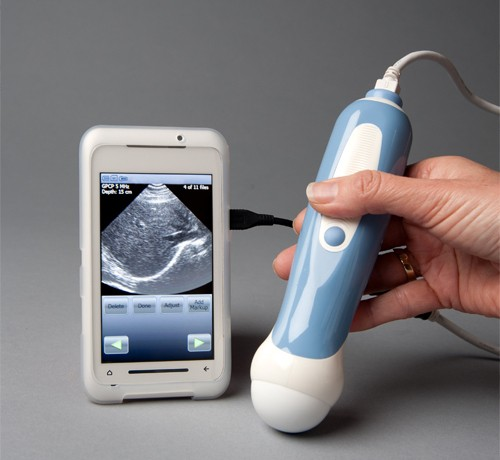 GPCP 5 MHz
4 of 11 files
Depth: 15 cm
Delete
Clone
Adjust
Add
Markup